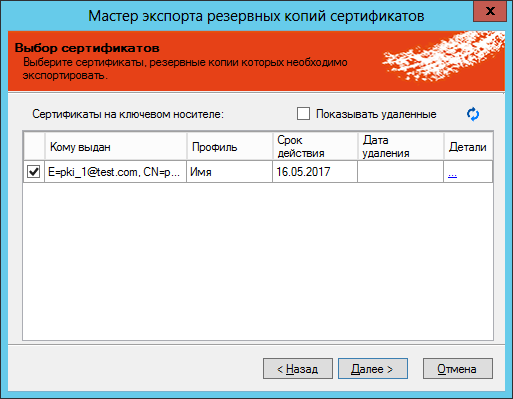 Мастер экспорта резервных копий сертификатов
X
Выбор сертификатов
Выберите сертификаты, резервные копии которых необходимо
экспортировать.
Сертификаты на ключевом носителе:
Показывать удаленные
Кому выдан
Профиль
Срок
действия
Дата
удаления
Детали
E=pki_1@test.com, CN=p...
Имя
16.05.2017
...
< Назад
Далее >
Отмена